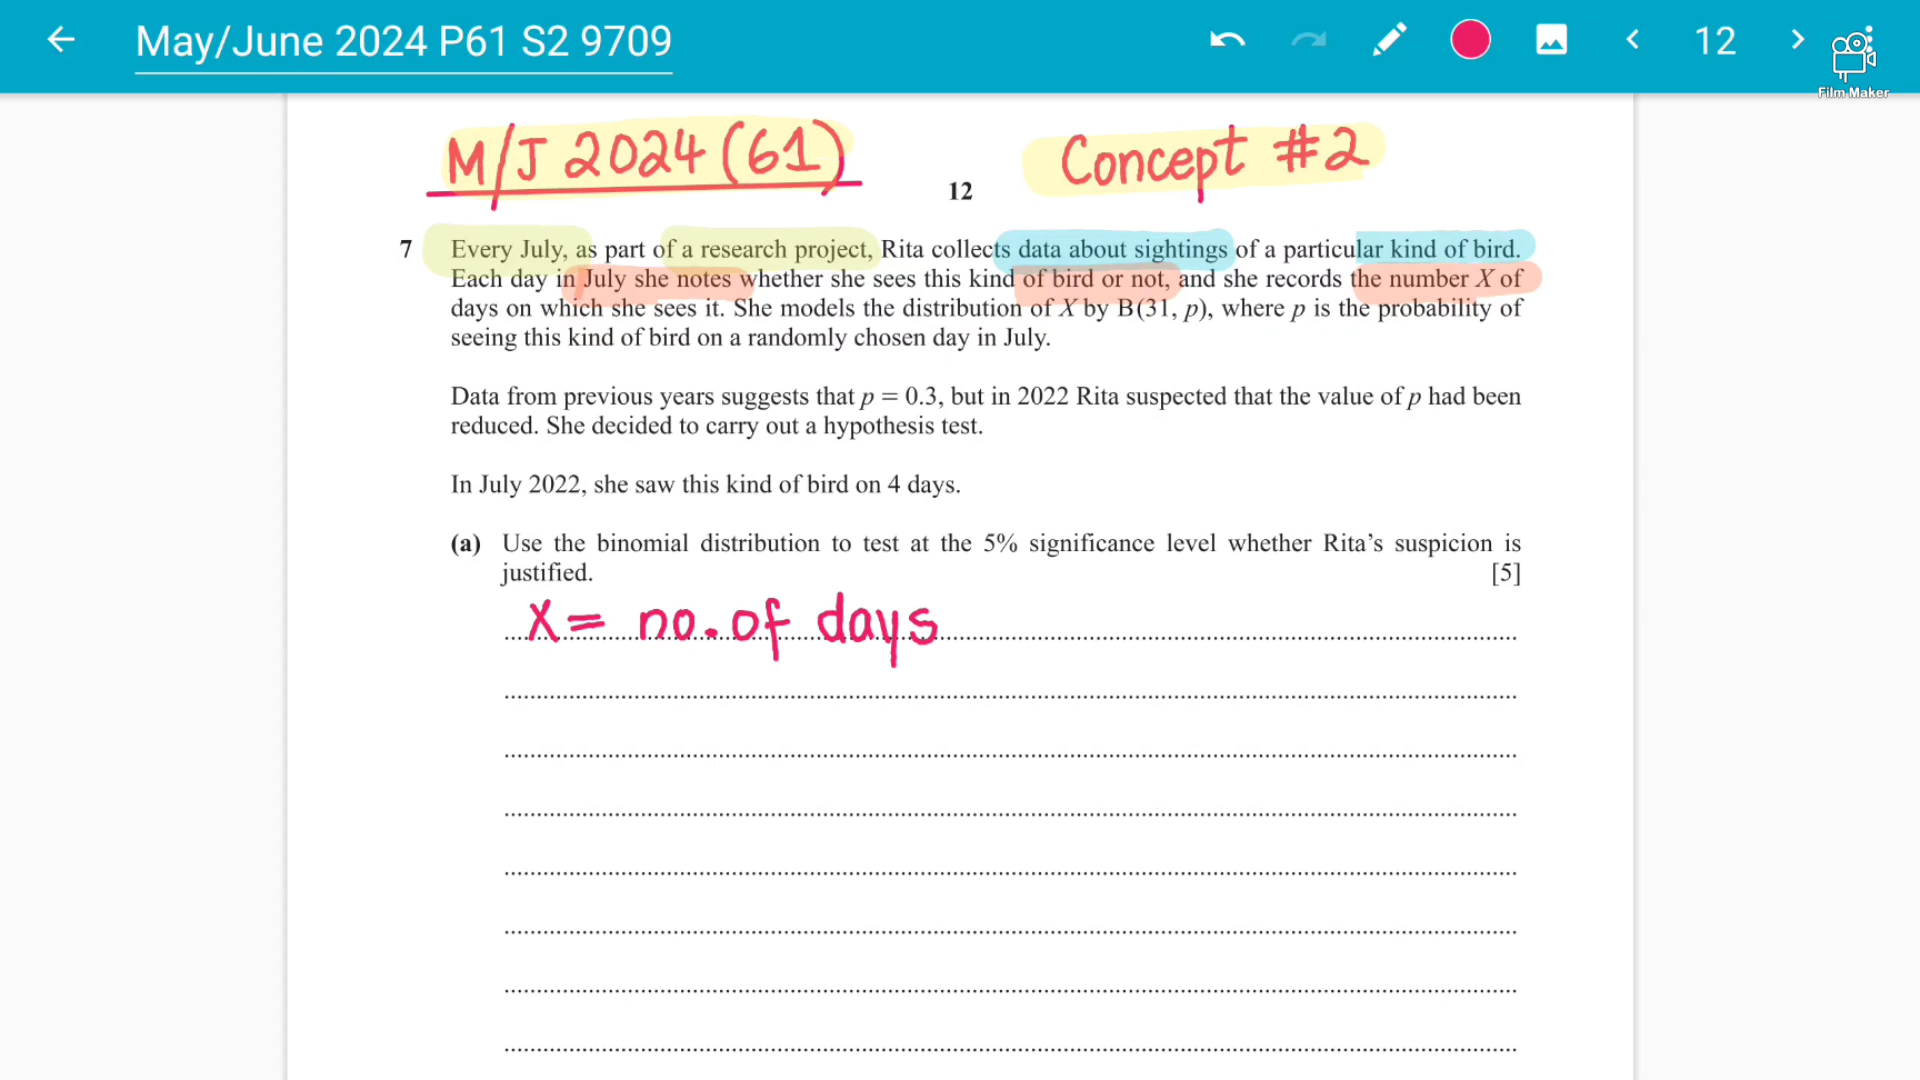 May/June 2024 P61 S2 9709
12
Film Maker
M/J 2024 (61)
Concept #2
12
7 Every July, as part of a research project, Rita collects data about sightings of a particular kind of bird.
Each day in July she notes whether she sees this kind of bird or not, and she records the number X of
days on which she sees it. She models the distribution of X by B(31, p), where p is the probability of
seeing this kind of bird on a randomly chosen day in July.
Data from previous years suggests that p = 0.3, but in 2022 Rita suspected that the value of p had been
reduced. She decided to carry out a hypothesis test.
In July 2022, she saw this kind of bird on 4 days.
(a) Use the binomial distribution to test at the 5% significance level whether Rita's suspicion is
justified. [5]
X = no. of days